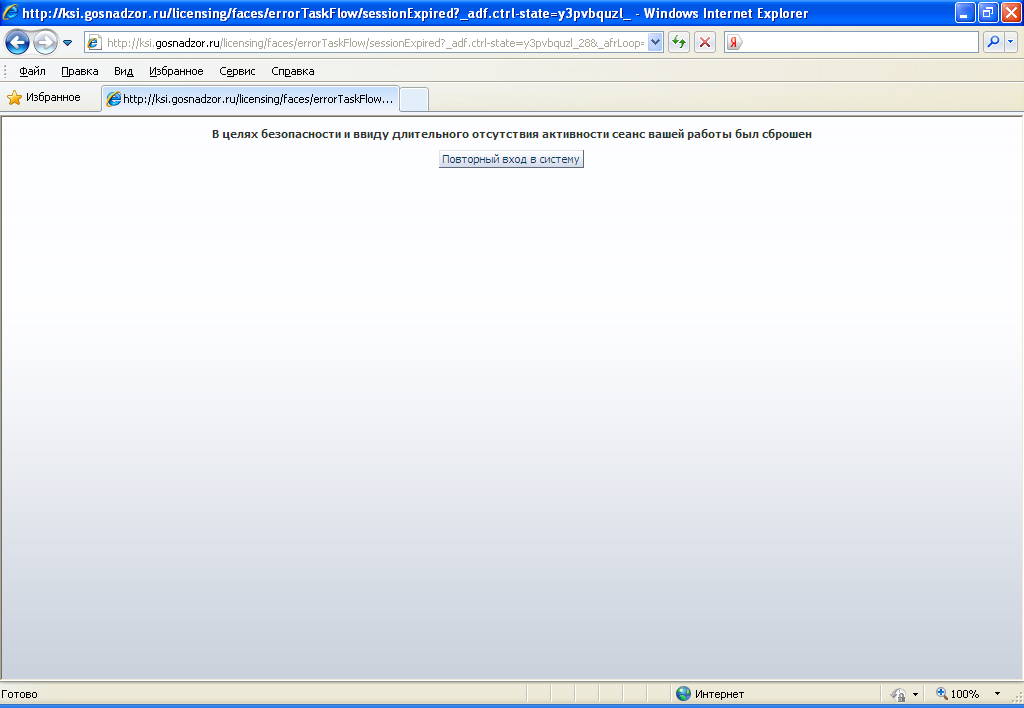 http://ksi.gosnadzor.ru/licensing/faces/errorTaskFlow/sessionExpired?_adf.ctrl-state=y3pvbquzl_ - Windows Internet Explorer
http://ksi.gosnadzor.ru/licensing/faces/errorTaskFlow/sessionExpired?_adf.ctrl-state=y3pvbquzl_28&_afrLoop=
Файл Правка Вид Избранное Сервис Справка
Избранное http://ksi.gosnadzor.ru/licensing/faces/errorTaskFlow...
В целях безопасности и ввиду длительного отсутствия активности сеанс вашей работы был сброшен
Повторный вход в систему
Готово Интернет 100%